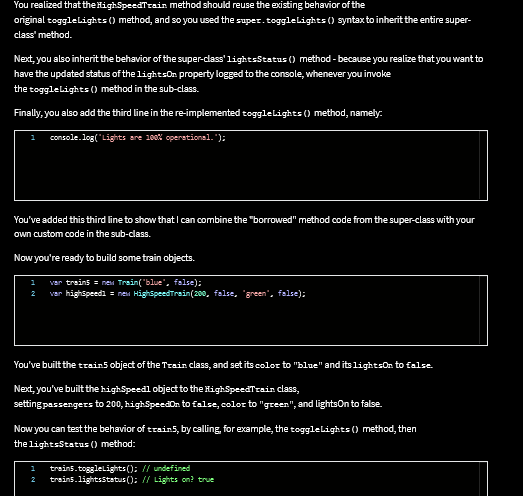 You realized that the HighSpeedTrain method should reuse the existing behavior of the
original toggleLights() method, and so you used the super.toggleLights() syntax to inherit the entire super-
class' method.
Next, you also inherit the behavior of the super-class' lightsStatus() method - because you realize that you want to
have the updated status of the lightsOn property logged to the console, whenever you invoke
the toggleLights() method in the sub-class.
Finally, you also add the third line in the re-implemented toggleLights() method, namely:
1 console.log('Lights are 100% operational.');
You've added this third line to show that I can combine the "borrowed" method code from the super-class with your
own custom code in the sub-class.
Now you're ready to build some train objects.
1 var train5 = new Train('blue', false);
2 var highSpeed1 = new HighSpeedTrain(200, false, 'green', false);
You've built the train5 object of the Train class, and set its color to "blue" and its lightsOn to false.
Next, you've built the highSpeed1 object to the HighSpeedTrain class,
setting passengers to 200, highSpeedOn to false, color to "green", and lightsOn to false.
Now you can test the behavior of train5, by calling, for example, the toggleLights() method, then
the lightsStatus() method:
1 train5.toggleLights(); // undefined
2 train5.lightsStatus(); // Lights on? true